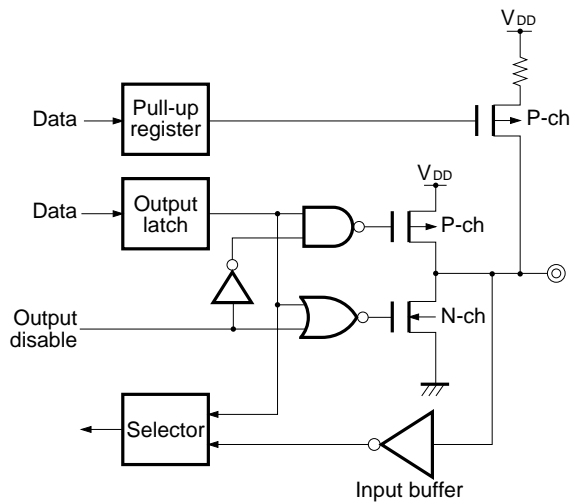 VDD
Data
Pull-up
register
P-ch
VDD
Data
Output
latch
P-ch
Output
disable
N-ch
Selector
Input buffer